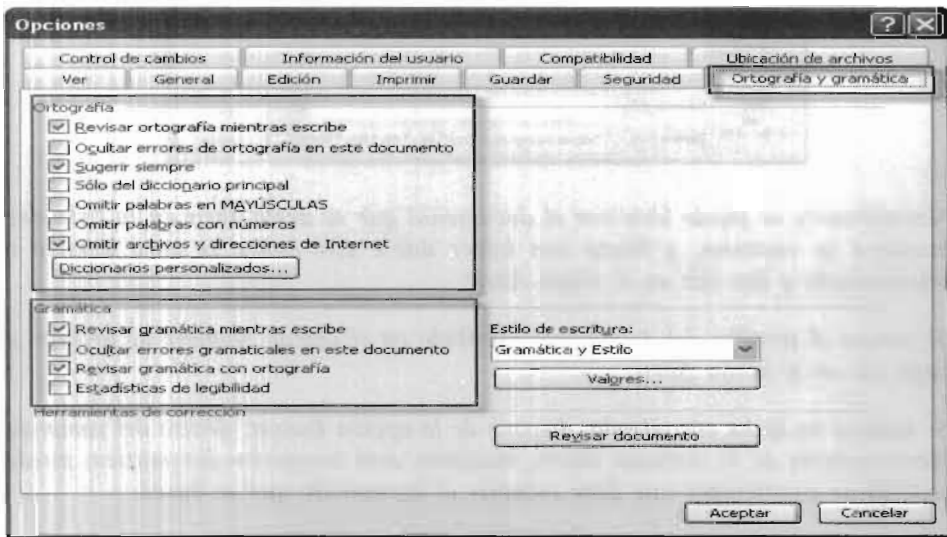 Opciones
Control de cambios Información del usuario Compatibilidad Ubicación de archivos
Ver General Edición Imprimir Guardar Seguridad Ortografía y gramática
Ortografía
Revisar ortografía mientras escribe
Ocultar errores de ortografía en este documento
Sugerir siempre
Sólo del diccionario principal
Omitir palabras en MAYÚSCULAS
Omitir palabras con números
Omitir archivos y direcciones de Internet
Diccionarios personalizados...
Gramática
Revisar gramática mientras escribe
Ocultar errores gramaticales en este documento
Revisar gramática con ortografía
Estadísticas de legibilidad
Estilo de escritura:
Gramática y Estilo
Valores...
Herramientas de corrección
Revisar documento
Aceptar Cancelar